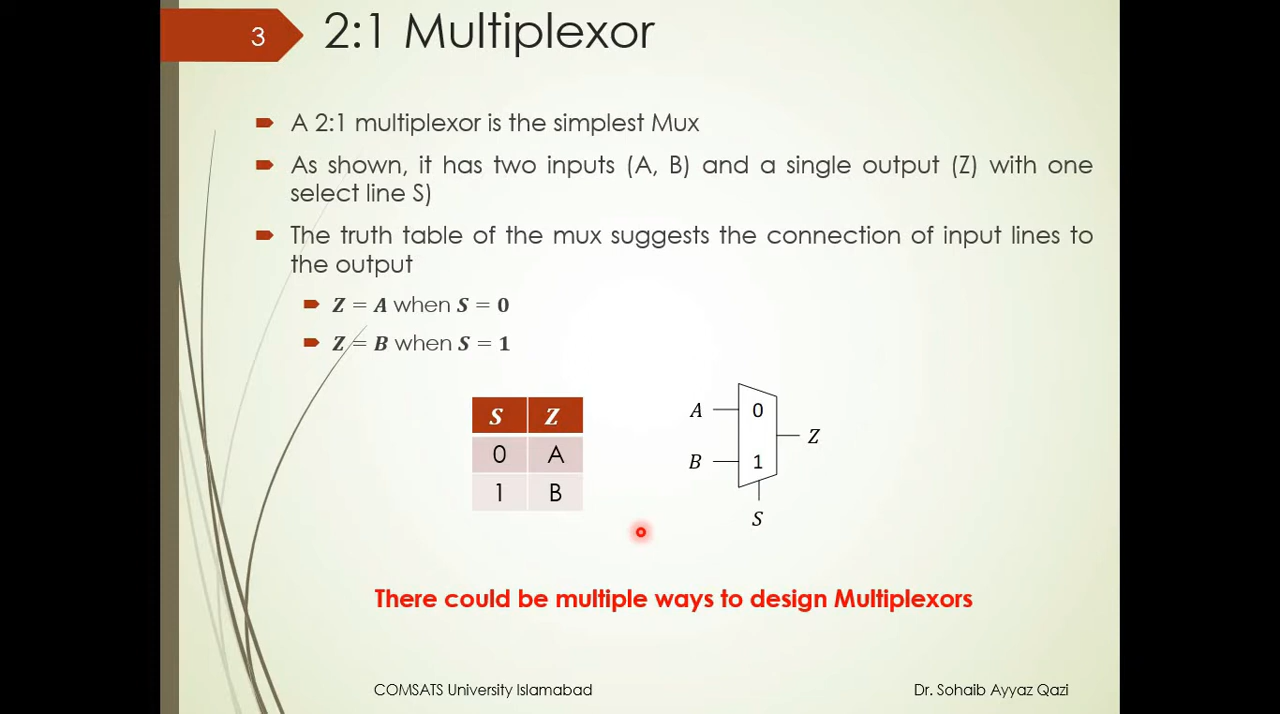 3
2:1 Multiplexor
A 2:1 multiplexor is the simplest Mux
As shown, it has two inputs (A, B) and a single output (Z) with one
select line S)
The truth table of the mux suggests the connection of input lines to
the output
Z = A when S = 0
Z = B when S = 1
S Z
0 A
1 B
A 0
Z
B 1
S
There could be multiple ways to design Multiplexors
COMSATS University Islamabad
Dr. Sohaib Ayyaz Qazi